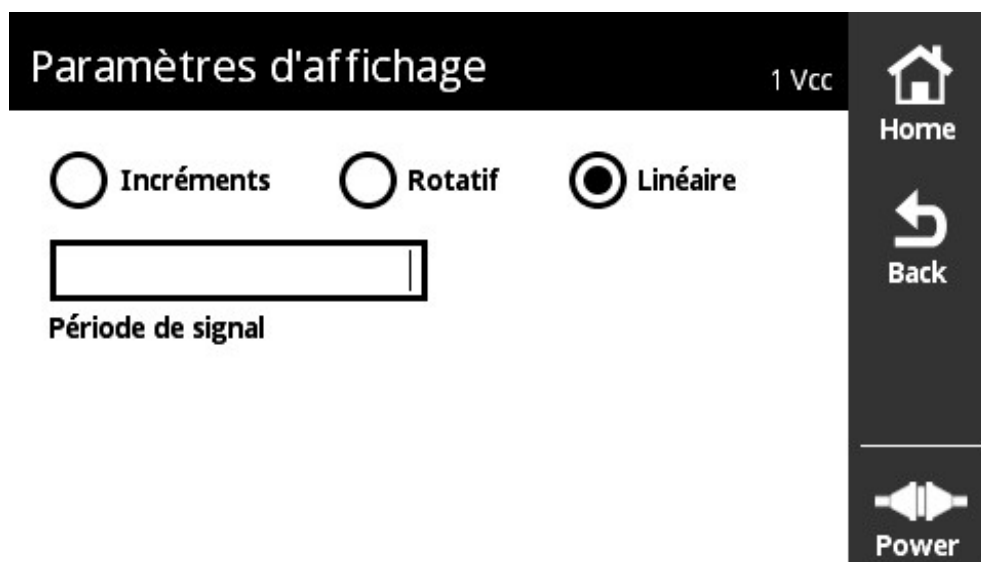 Paramètres d'affichage
1 Vcc
Home
Incréments
Rotatif
Linéaire
Back
Période de signal
Power